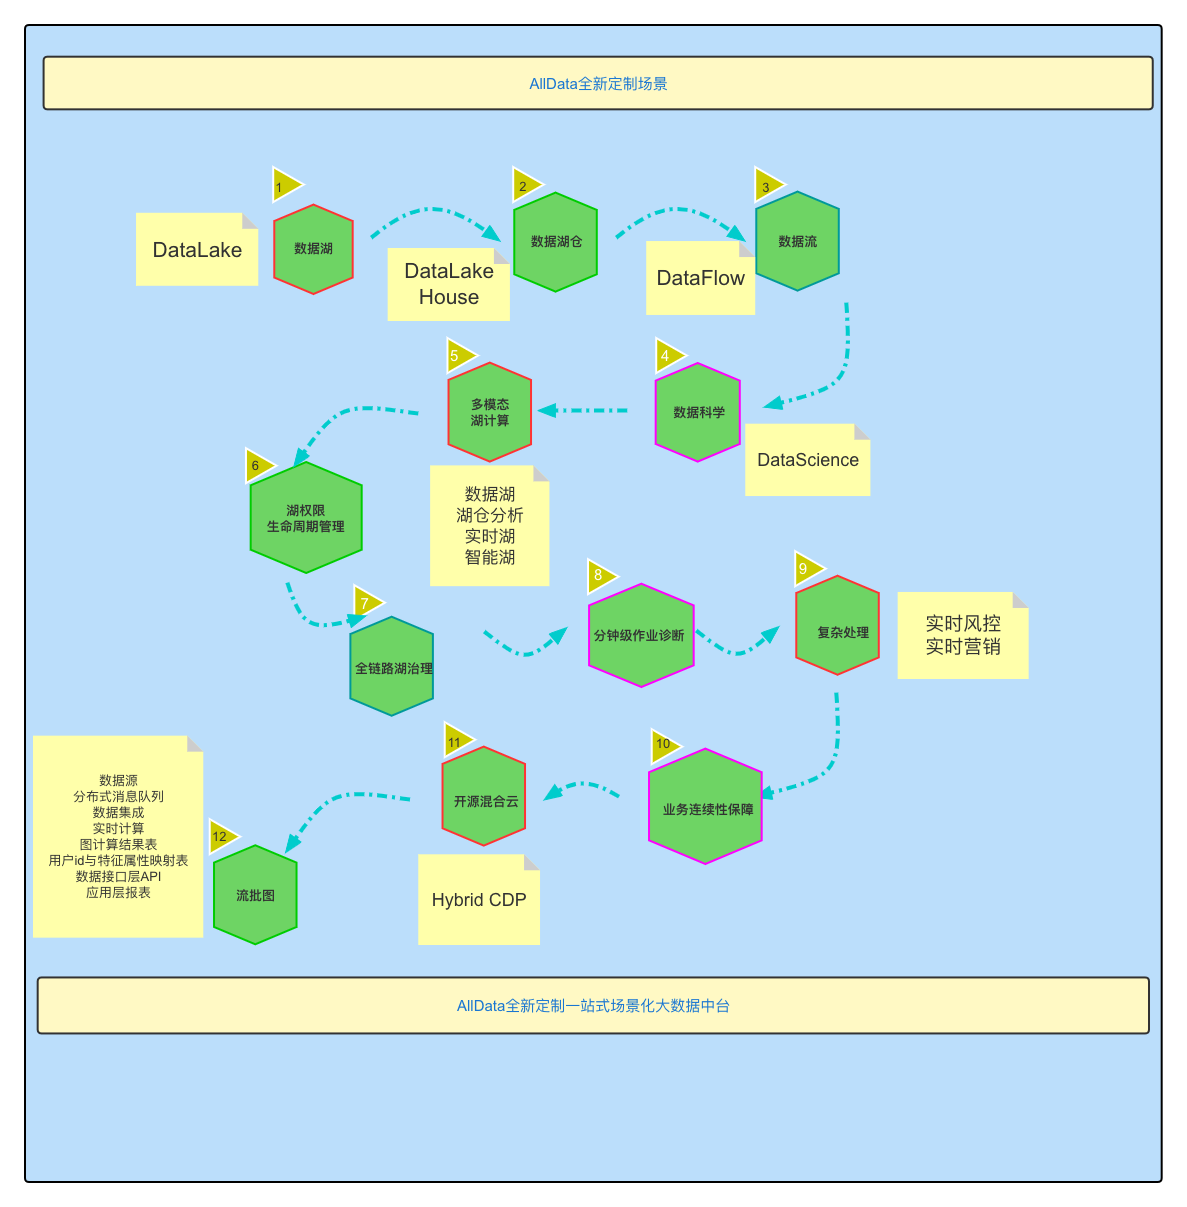 AllData全新定制场景
1
数据湖
DataLake
2
数据湖仓
DataLake
House
3
数据流
DataFlow
4
数据科学
DataScience
5
多模态
湖计算
数据湖
湖仓分析
实时湖
智能湖
6
湖权限
生命周期管理
7
全链路湖治理
8
分钟级作业诊断
9
复杂处理
实时风控
实时营销
10
业务连续性保障
11
开源混合云
Hybrid CDP
12
流批图
数据源
分布式消息队列
数据集成
实时计算
图计算结果表
用户id与特征属性映射表
数据接口层API
应用层报表
AllData全新定制一站式场景化大数据中台